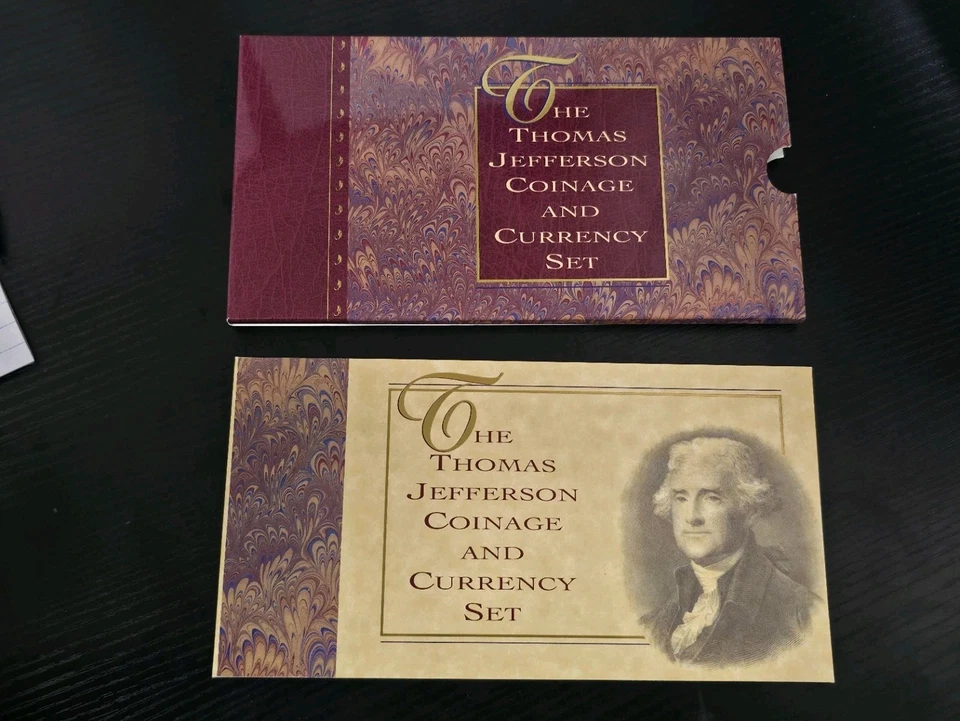 The
Thomas
Jefferson
Coinage
and
Currency
Set
The
Thomas
Jefferson
Coinage
and
Currency
Set